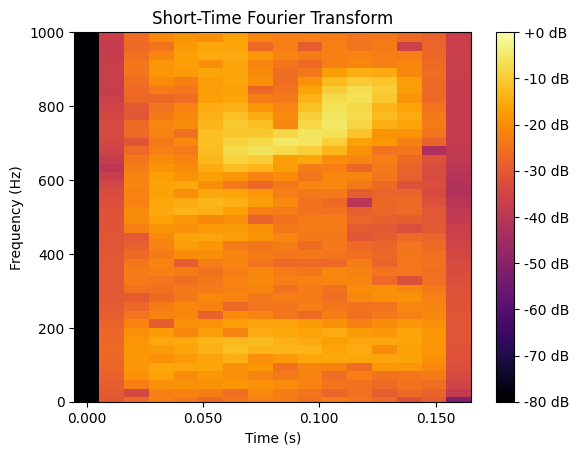 Short-Time Fourier Transform
Frequency (Hz)
1000
800
600
400
200
0
0.000
0.050
0.100
0.150
Time (s)
+0 dB
-10 dB
-20 dB
-30 dB
-40 dB
-50 dB
-60 dB
-70 dB
-80 dB